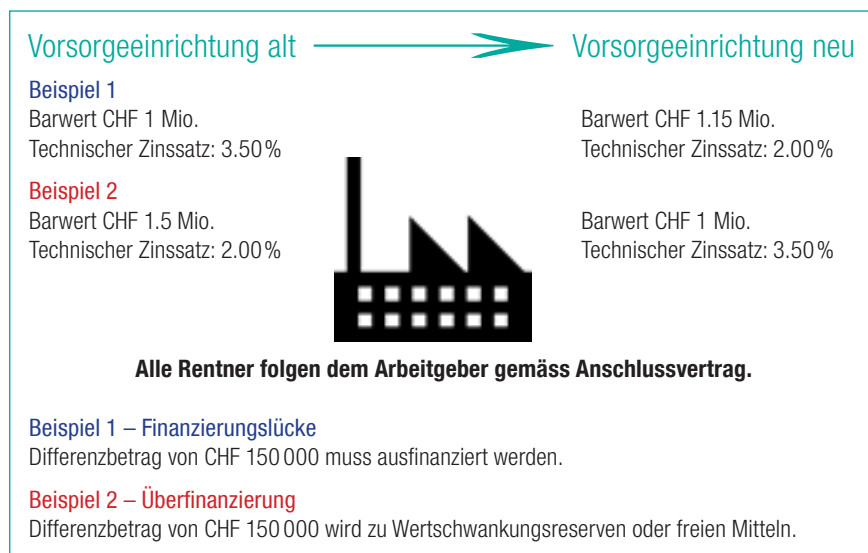 Vorsorgeeinrichtung alt Vorsorgeeinrichtung neu
Beispiel 1
Barwert CHF 1 Mio. Barwert CHF 1.15 Mio.
Technischer Zinssatz: 3.50% Technischer Zinssatz: 2.00%
Beispiel 2
Barwert CHF 1.5 Mio. Barwert CHF 1 Mio.
Technischer Zinssatz: 2.00% Technischer Zinssatz: 3.50%
Alle Rentner folgen dem Arbeitgeber gemäss Anschlussvertrag.
Beispiel 1 – Finanzierungslücke
Differenzbetrag von CHF 150 000 muss ausfinanziert werden.
Beispiel 2 – Überfinanzierung
Differenzbetrag von CHF 150 000 wird zu Wertschwankungsreserven oder freien Mitteln.